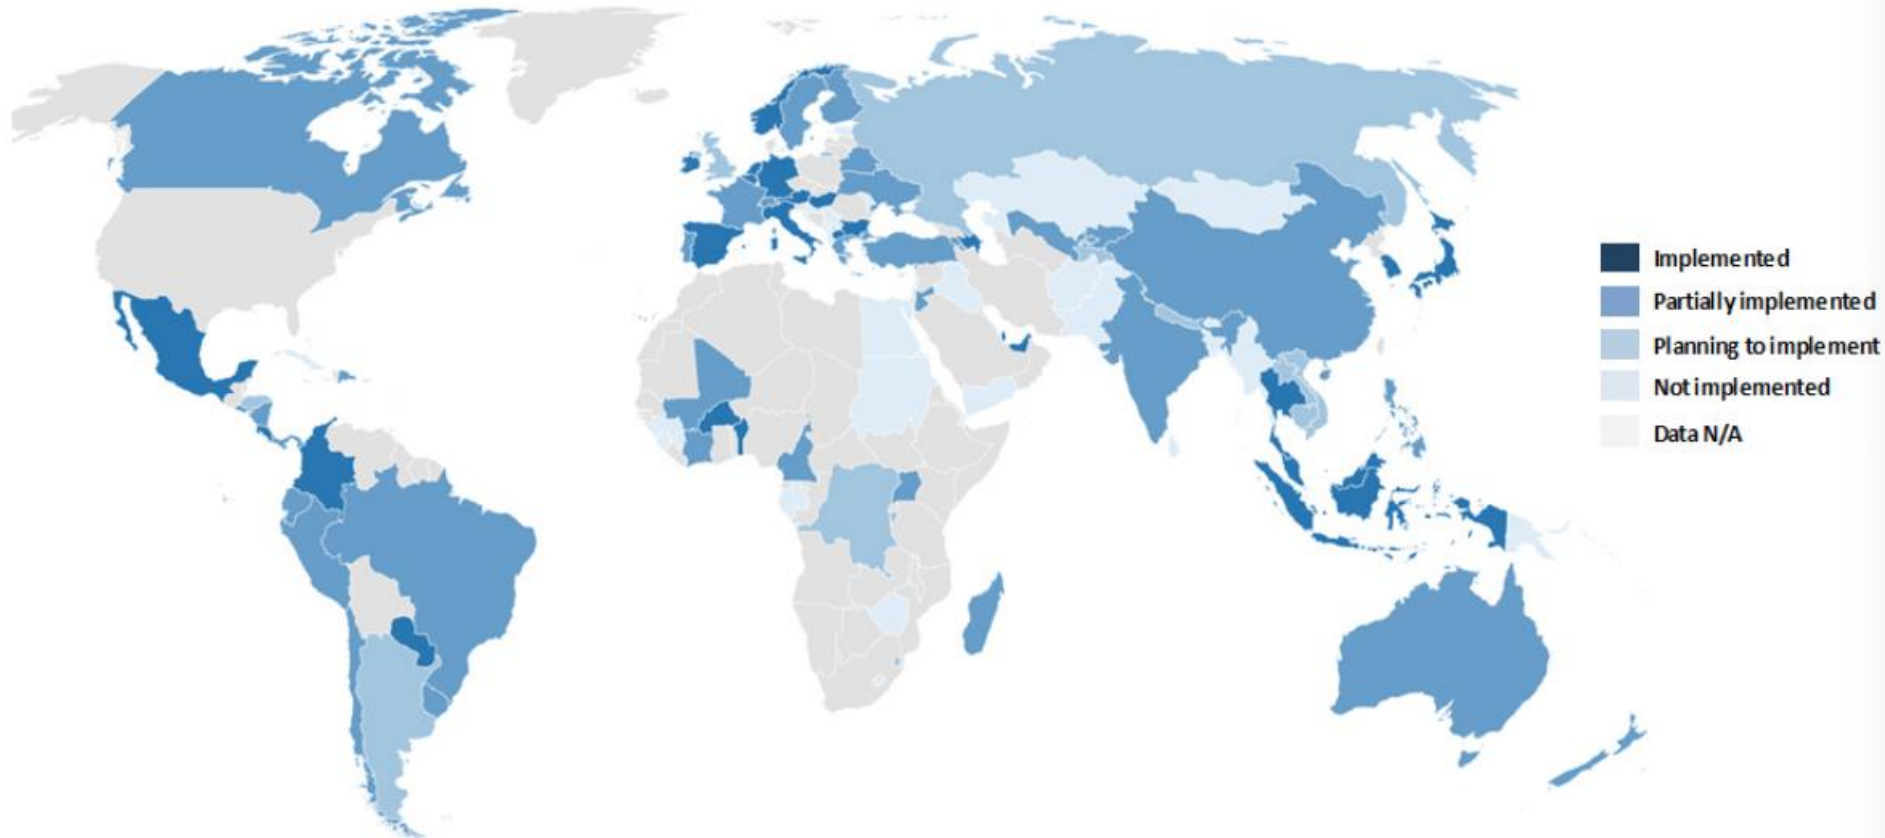 Implemented
Partially implemented
Planning to implement
Not implemented
Data N/A